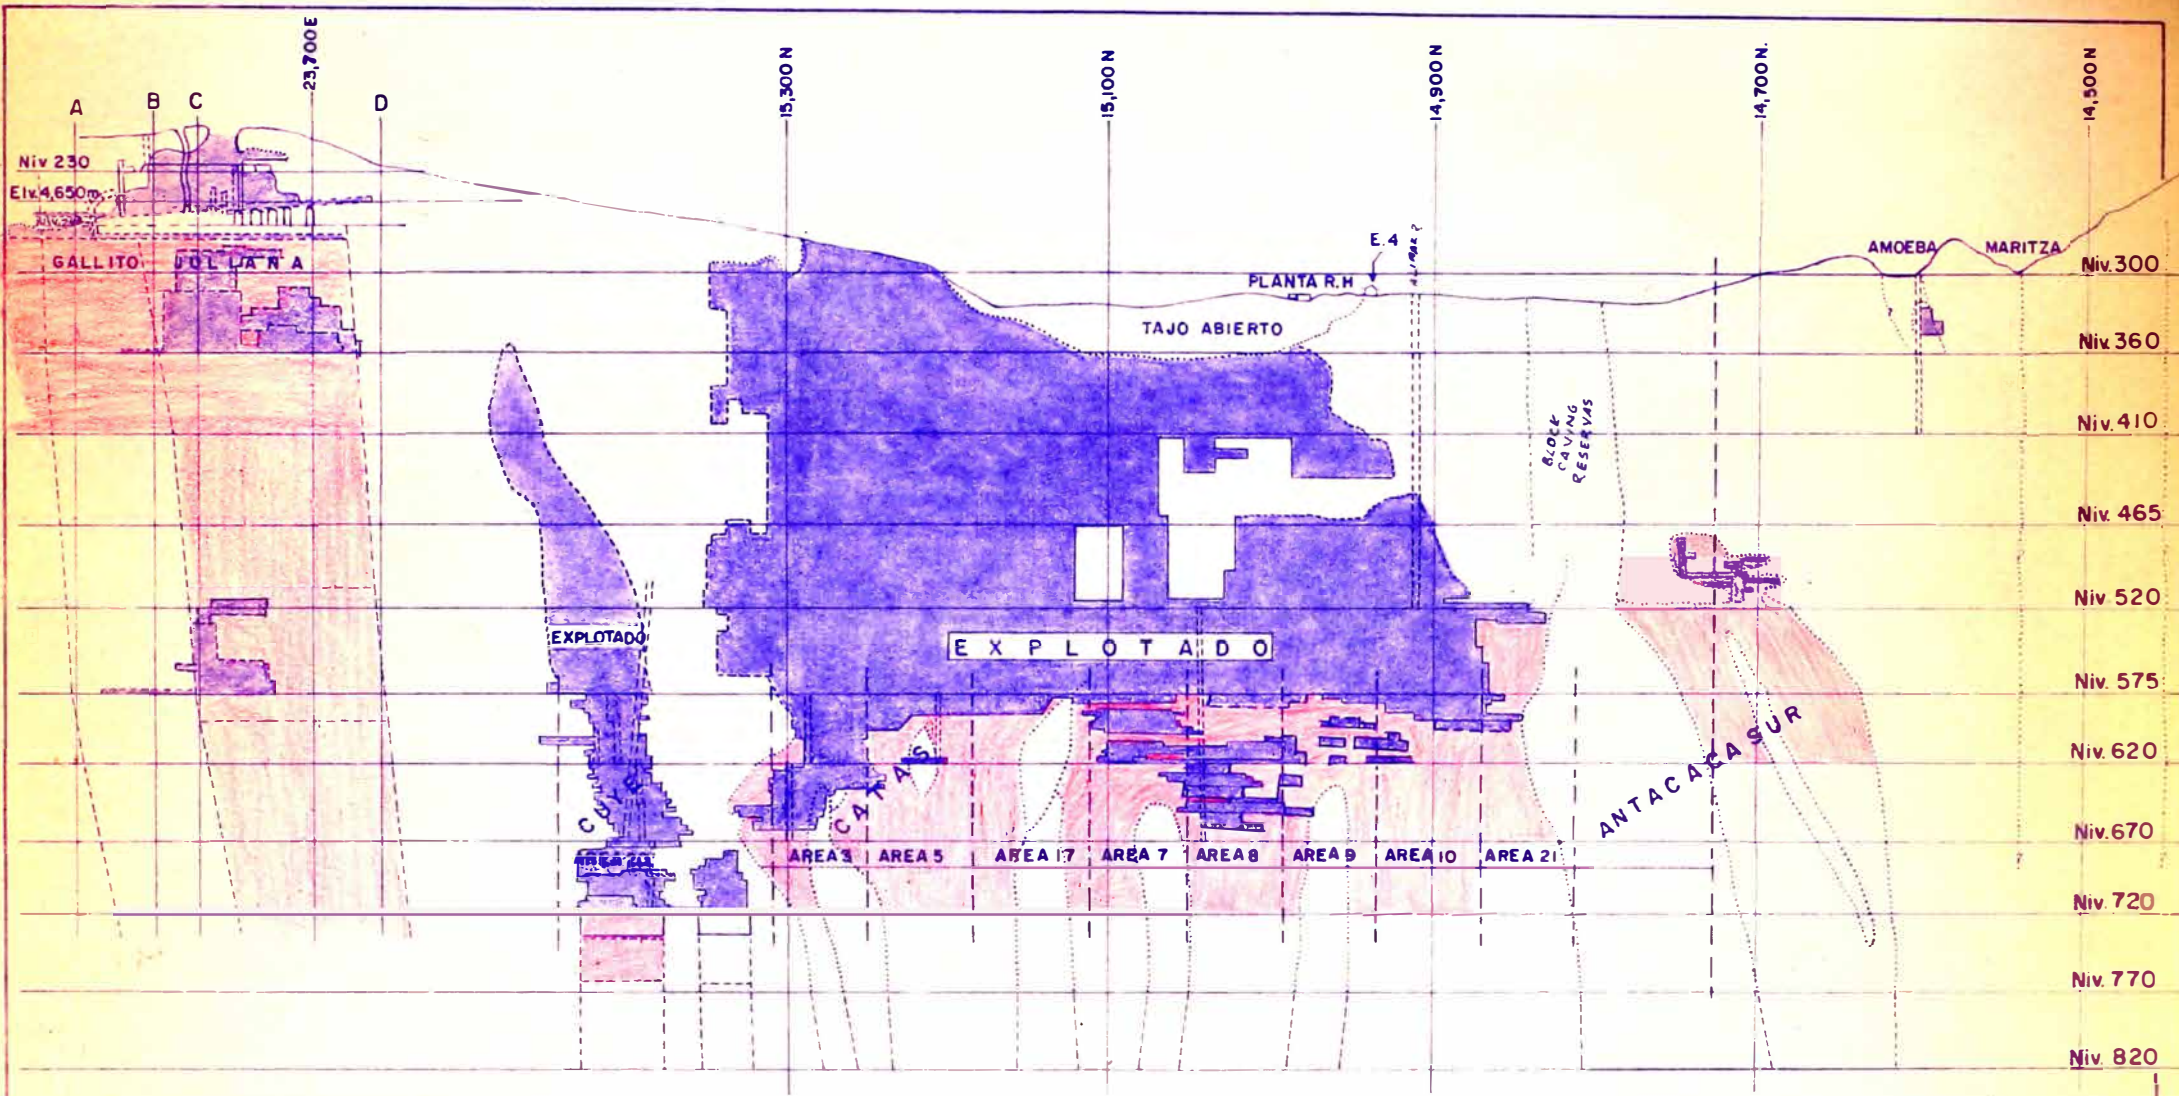 A
B
C
23,700E
D
15,300 N
15,100 N
14,900 N
14,700 N.
14,500 N
Niv 230
Elv.4,650m
GALLITO
JULLANA
E.4
PLANTA R.H
TAJO ABIERTO
AMOEBA
MARITZA
Niv.300
Niv.360
Niv.410
BLOCK
CAVING
RESERVAS
Niv.465
Niv 520
EXPLOTADO
EXPLOTADO
Niv.575
Niv.620
CATAS
ANTACACA SUR
Niv.670
AREA 3
AREA 5
AREA 17
AREA 7
AREA 8
AREA 9
AREA 10
AREA 21
Niv.720
Niv.770
Niv.820